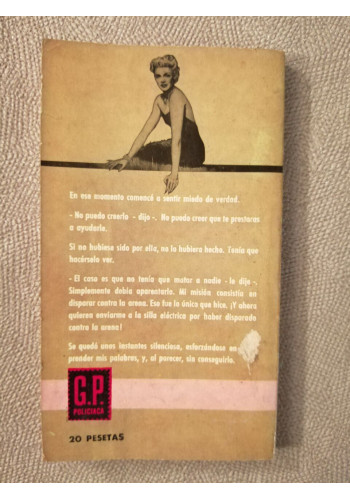 En ese momento comencé a sentir miedo de verdad.
- No puedo creerlo - dijo -. No puedo creer que te prestaras
a ayudarle.
Si no hubiese sido por ella, no lo hubiera hecho. Tenía que
hacérselo ver.
- El caso es que no tenía que matar a nadie - le dije -.
Simplemente debía aparentarlo. Mi misión consistía en
disparar contra la arena. Eso fue lo único que hice. ¡Y ahora
quieren enviarme a la silla eléctrica por haber disparado
contra la arena!
Se quedó unos instantes silenciosa, esforzándose en
prender mis palabras, y, al parecer, sin conseguirlo.
G.P.
POLICIACA
20 PESETAS